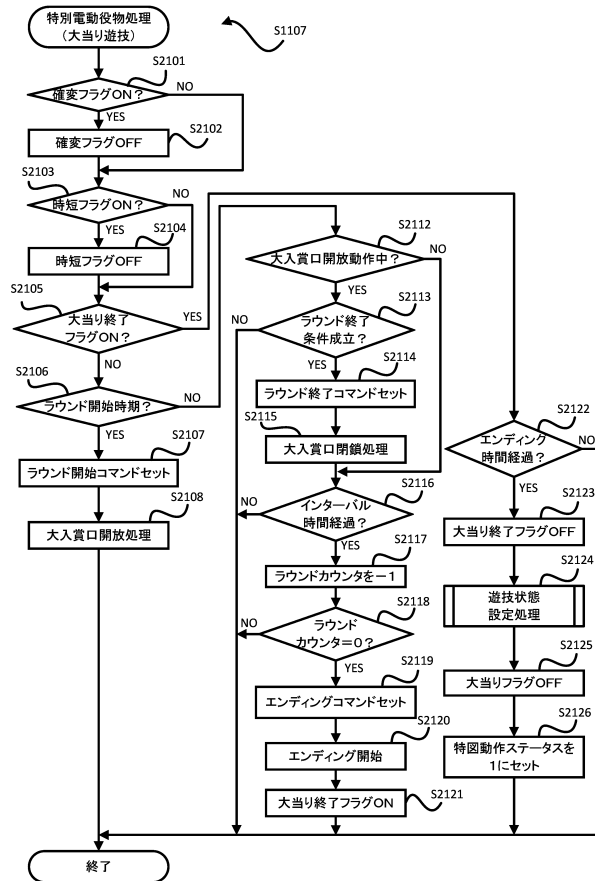 特別電動役物処理
(大当り遊技)
S1107
S2101
確変フラグON?
NO
YES
S2102
確変フラグOFF
S2103
時短フラグON?
NO
YES
S2104
時短フラグOFF
S2105
大当り終了
フラグON?
YES
NO
S2106
ラウンド開始時期?
NO
YES
S2107
ラウンド開始コマンドセット
S2108
大入賞口開放処理
S2112
大入賞口開放動作中?
NO
YES
S2113
ラウンド終了
条件成立?
NO
YES
S2114
ラウンド終了コマンドセット
S2115
大入賞口閉鎖処理
S2116
インターバル
時間経過?
NO
YES
S2117
ラウンドカウンタを-1
S2118
ラウンド
カウンタ=0?
NO
YES
S2119
エンディングコマンドセット
S2120
エンディング開始
S2121
大当り終了フラグON
S2122
エンディング
時間経過?
NO
YES
S2123
大当り終了フラグOFF
S2124
遊技状態
設定処理
S2125
大当りフラグOFF
S2126
特図動作ステータスを
1にセット
終了